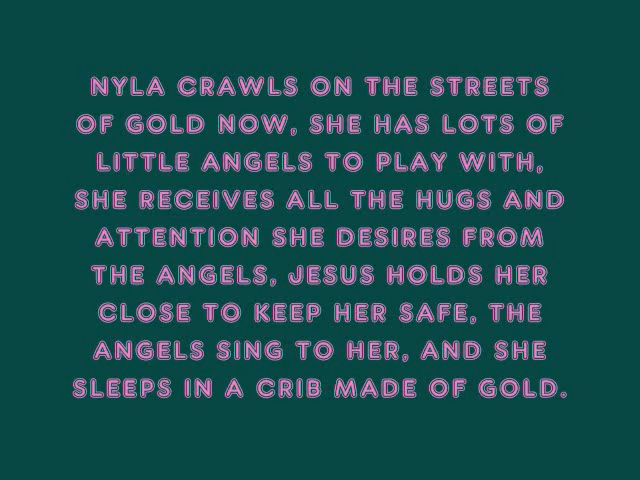 NYLA CRAWLS ON THE STREETS
OF GOLD NOW, SHE HAS LOTS OF
LITTLE ANGELS TO PLAY WITH,
SHE RECEIVES ALL THE HUGS AND
ATTENTION SHE DESIRES FROM
THE ANGELS, JESUS HOLDS HER
CLOSE TO KEEP HER SAFE, THE
ANGELS SING TO HER, AND SHE
SLEEPS IN A CRIB MADE OF GOLD.